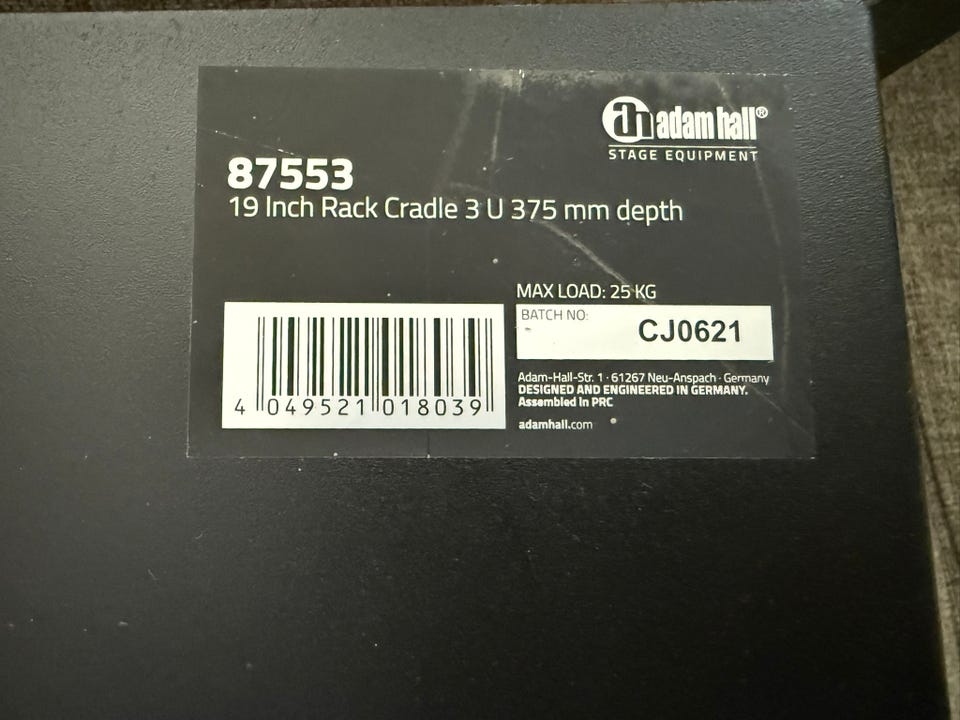 adam hall®
STAGE EQUIPMENT
87553
19 Inch Rack Cradle 3 U 375 mm depth
MAX LOAD: 25 KG
BATCH NO:
CJ0621
4 049521 018039
Adam-Hall-Str. 1 · 61267 Neu-Anspach · Germany
DESIGNED AND ENGINEERED IN GERMANY.
Assembled in PRC
adamhall.com